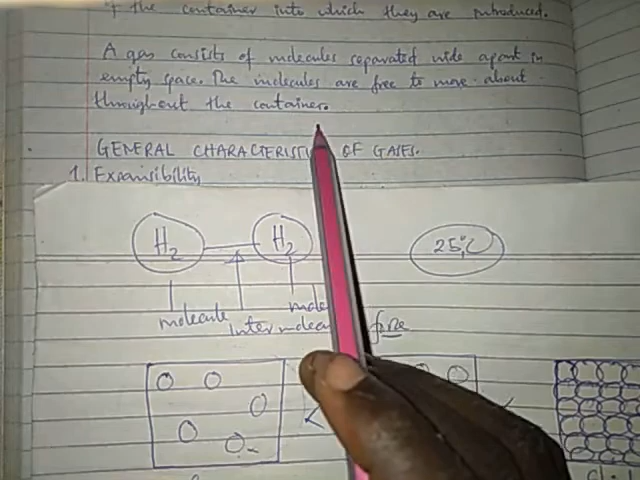 of the container into which they are introduced.
A gas consists of molecules separated wide apart in
empty space. The molecules are free to move about
throughout the container.
GENERAL CHARACTERISTI OF GASES.
1. Expansibility
H2 H2 25°C
molecule mole
intermolecu force
<